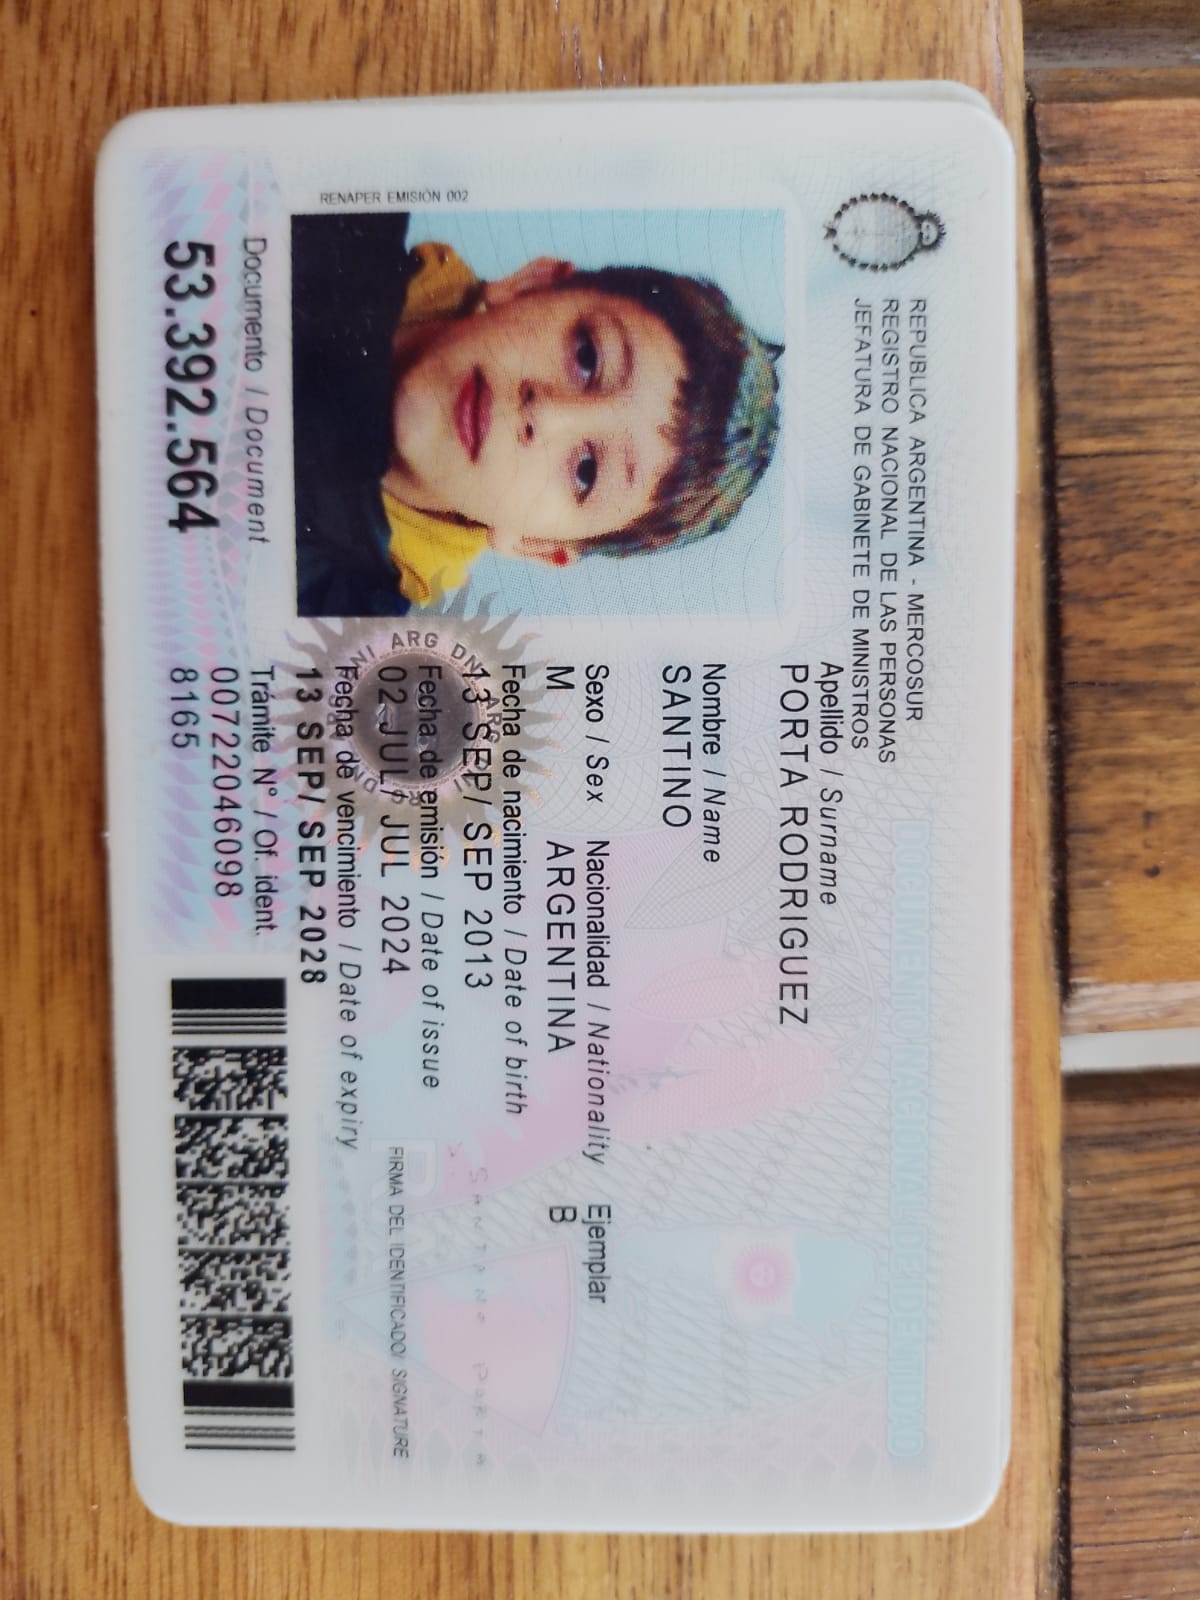 REPUBLICA ARGENTINA - MERCOSUR
REGISTRO NACIONAL DE LAS PERSONAS
JEFATURA DE GABINETE DE MINISTROS
DOCUMENTO NACIONAL DE IDENTIDAD
RENAPER EMISIÓN 002
Apellido / Surname
PORTA RODRIGUEZ
Nombre / Name
SANTINO
Sexo / Sex Nacionalidad / Nationality Ejemplar
M ARGENTINA B
Fecha de nacimiento / Date of birth
13 SEP/ SEP 2013
Fecha de emisión / Date of issue
02 JUL/ JUL 2024
Fecha de vencimiento / Date of expiry
13 SEP/ SEP 2028
FIRMA DEL IDENTIFICADO/ SIGNATURE
Documento / Document
53.392.564
Trámite N° / Of. ident.
00722046098
8165